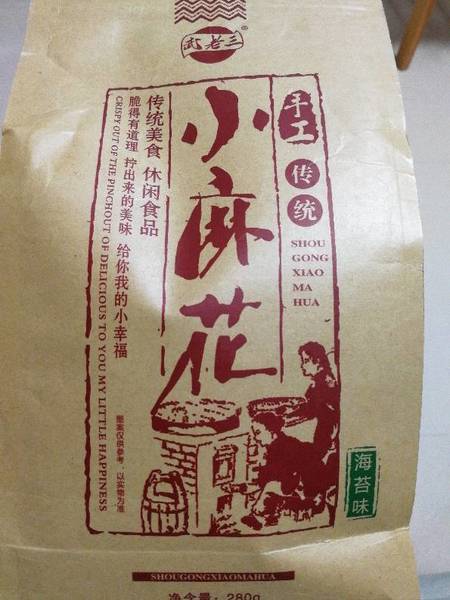 武老三
®
手工
传统
SHOU
GONG
XIAO
MA
HUA
小麻花
传统美食 休闲食品
脆得有道理 拧出来的美味 给你我的小幸福
CRISPY OUT OF THE PINCHOUT OF DELICIOUS TO YOU MY LITTLE HAPPINESS
图案仅供参考，以实物为准
海苔味
SHOUGONGXIAOMAHUA
净含量：280g